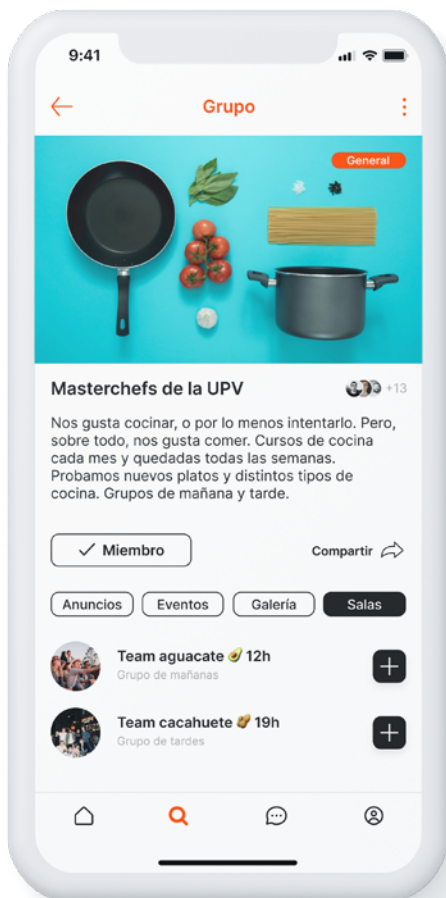 9:41
Grupo
General
Masterchefs de la UPV
+13
Nos gusta cocinar, o por lo menos intentarlo. Pero,
sobre todo, nos gusta comer. Cursos de cocina
cada mes y quedadas todas las semanas.
Probamos nuevos platos y distintos tipos de
cocina. Grupos de mañana y tarde.
Miembro
Compartir
Anuncios
Eventos
Galería
Salas
Team aguacate 🥑 12h
Grupo de mañanas
Team cacahuete 🥜 19h
Grupo de tardes